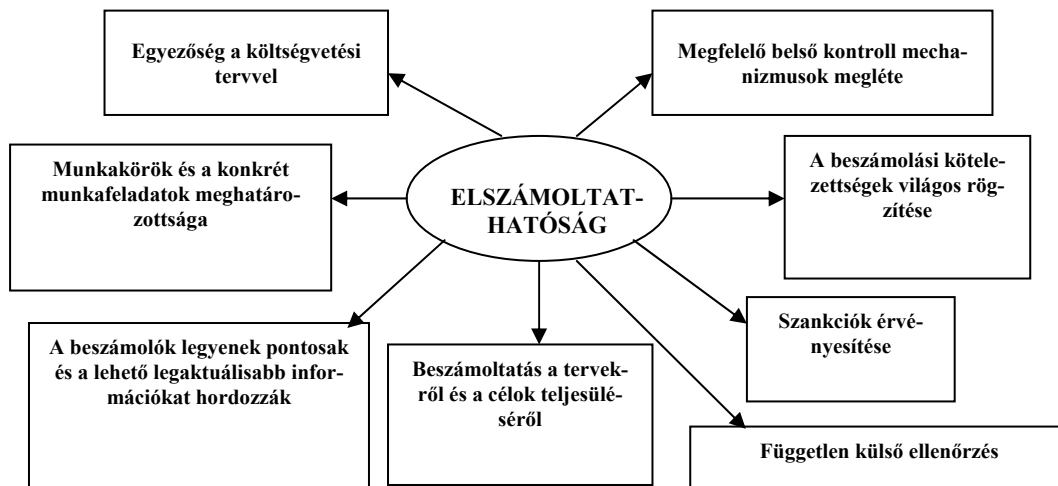 Egyezőség a költségvetési
tervvel
Megfelelő belső kontroll mecha-
nizmusok megléte
Munkakörök és a konkrét
munkafeladatok meghatáro-
zottsága
ELSZÁMOLTAT-
HATÓSÁG
A beszámolási kötele-
zettségek világos rög-
zítése
A beszámolók legyenek pontosak
és a lehető legaktuálisabb infor-
mációkat hordozzák
Beszámoltatás a tervek-
ről és a célok teljesülé-
séről
Szankciók érvé-
nyesítése
Független külső ellenőrzés